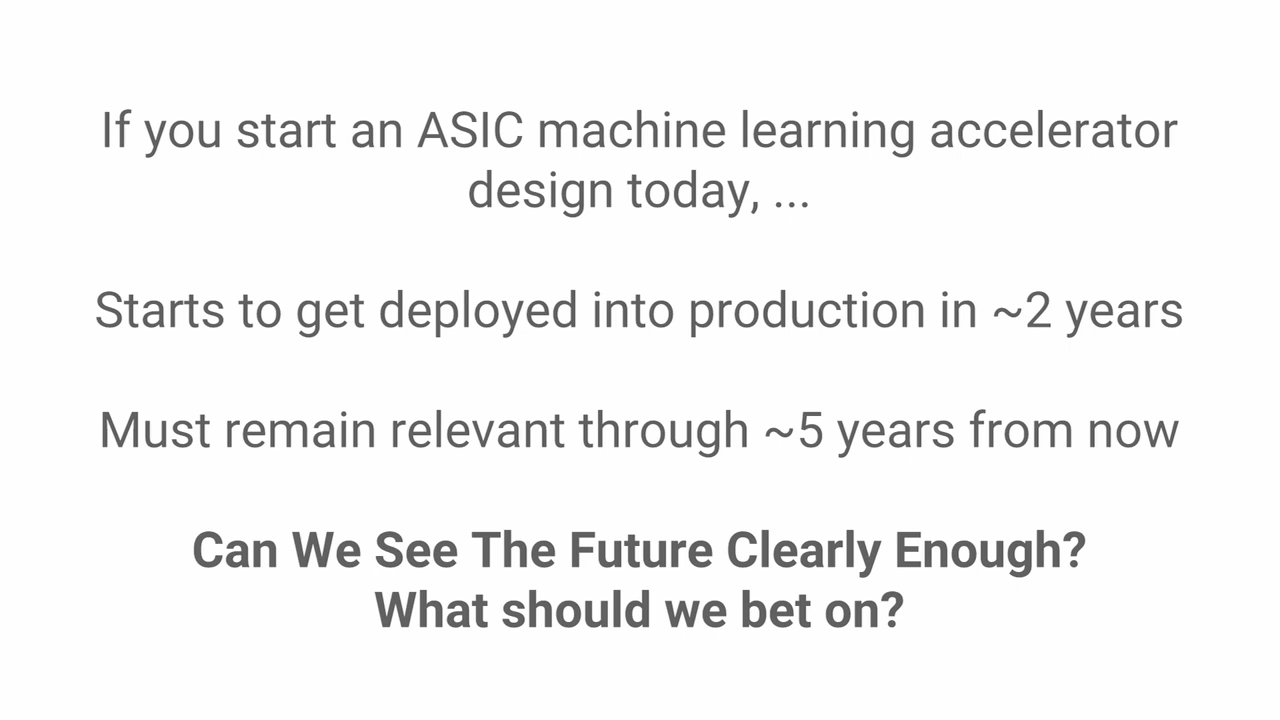 If you start an ASIC machine learning accelerator
design today, ...
Starts to get deployed into production in ~2 years
Must remain relevant through ~5 years from now
Can We See The Future Clearly Enough?
What should we bet on?